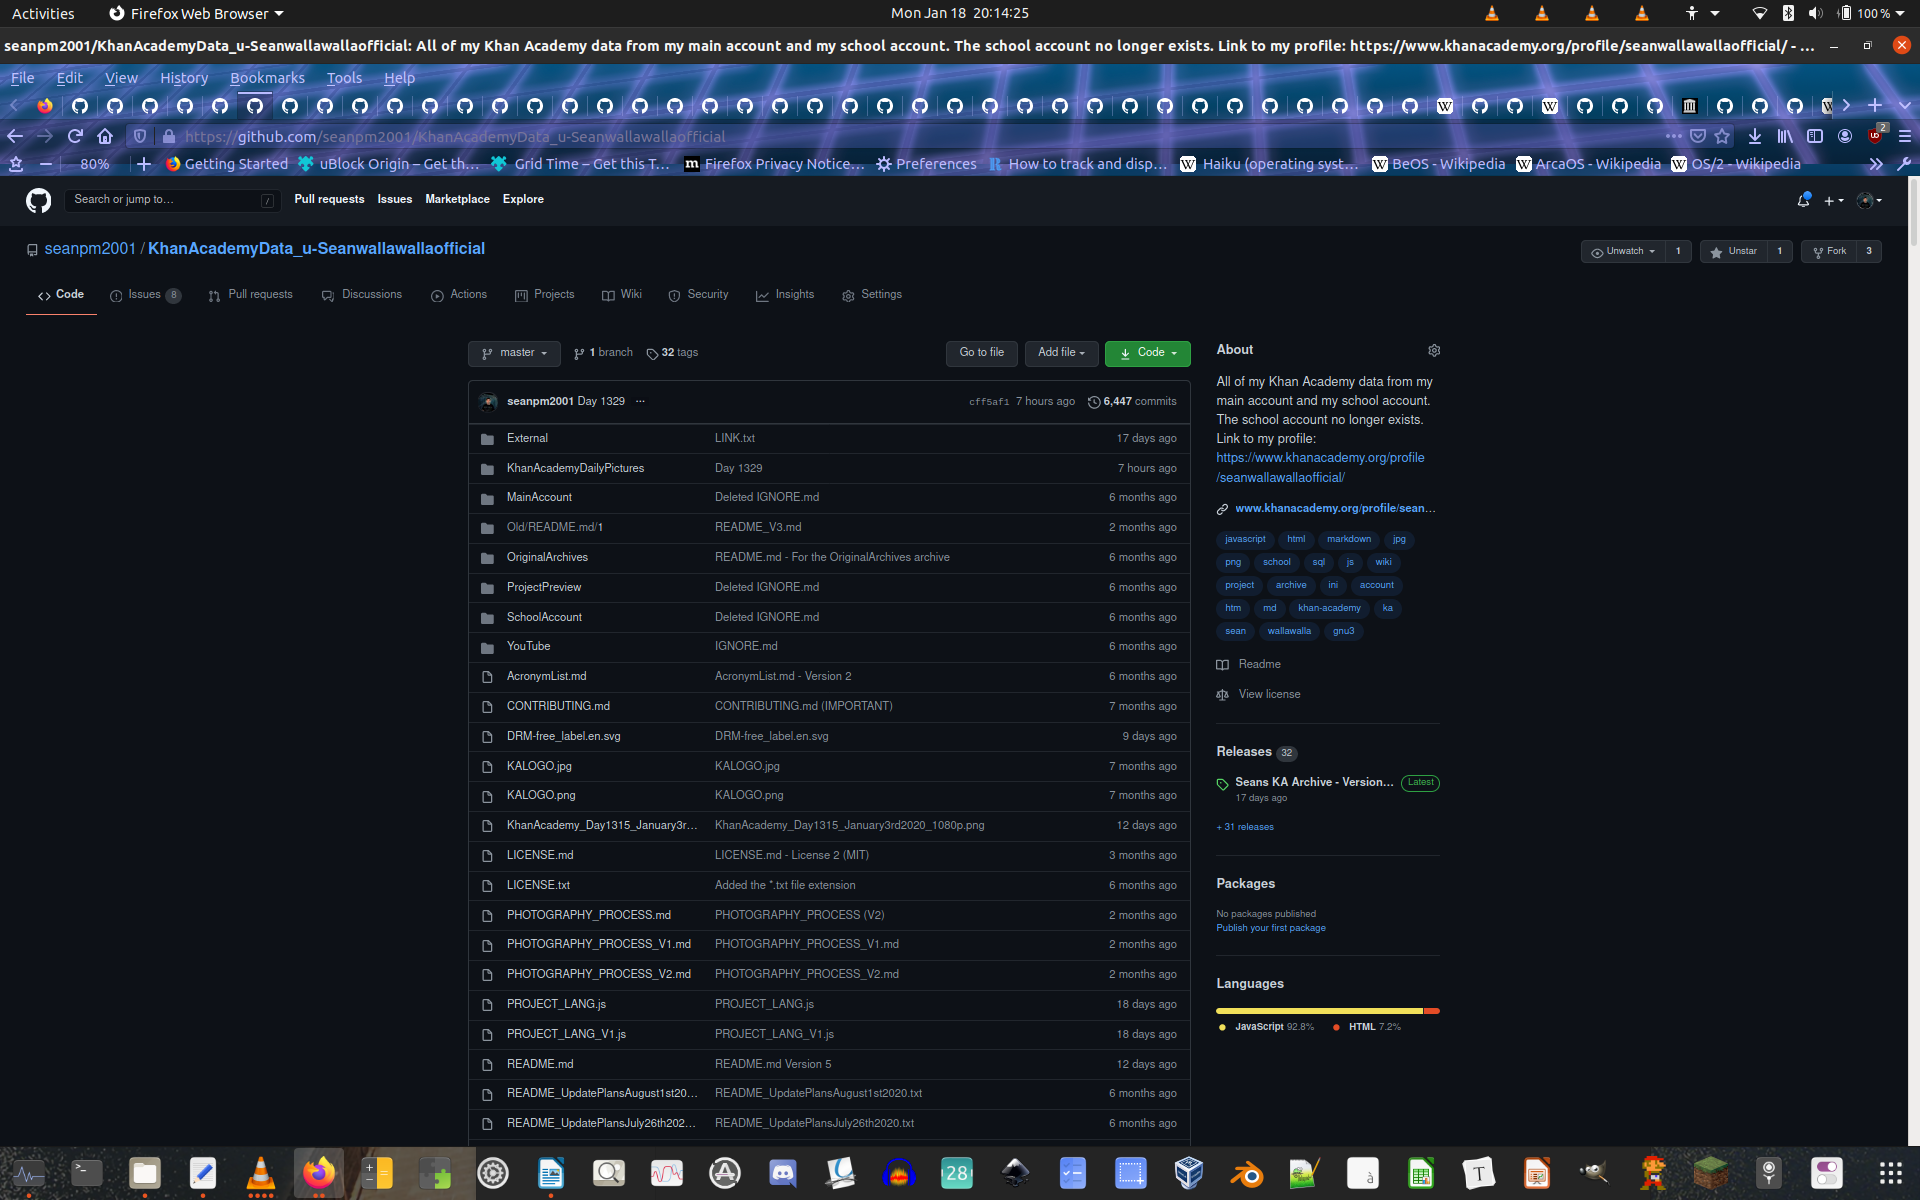 Activities Firefox Web Browser Mon Jan 18 20:14:25 100 %
seanpm2001/KhanAcademyData_u-Seanwallawallaofficial: All of my Khan Academy data from my main account and my school account. The school account no longer exists. Link to my profile: https://www.khanacademy.org/profile/seanwallawallaofficial/ - ...
File Edit View History Bookmarks Tools Help
https://github.com/seanpm2001/KhanAcademyData_u-Seanwallawallaofficial 2
80% Getting Started uBlock Origin – Get th… Grid Time – Get this T… Firefox Privacy Notice… Preferences How to track and disp… Haiku (operating syst… BeOS - Wikipedia ArcaOS - Wikipedia OS/2 - Wikipedia
Search or jump to… / Pull requests Issues Marketplace Explore
seanpm2001 / KhanAcademyData_u-Seanwallawallaofficial Unwatch 1 Unstar 1 Fork 3
Code Issues 8 Pull requests Discussions Actions Projects Wiki Security Insights Settings
master 1 branch 32 tags Go to file Add file Code
seanpm2001 Day 1329 ... cff5af1 7 hours ago 6,447 commits
External LINK.txt 17 days ago
KhanAcademyDailyPictures Day 1329 7 hours ago
MainAccount Deleted IGNORE.md 6 months ago
Old/README.md/1 README_V3.md 2 months ago
OriginalArchives README.md - For the OriginalArchives archive 6 months ago
ProjectPreview Deleted IGNORE.md 6 months ago
SchoolAccount Deleted IGNORE.md 6 months ago
YouTube IGNORE.md 6 months ago
AcronymList.md AcronymList.md - Version 2 6 months ago
CONTRIBUTING.md CONTRIBUTING.md (IMPORTANT) 7 months ago
DRM-free_label.en.svg DRM-free_label.en.svg 9 days ago
KALOGO.jpg KALOGO.jpg 7 months ago
KALOGO.png KALOGO.png 7 months ago
KhanAcademy_Day1315_January3r… KhanAcademy_Day1315_January3rd2020_1080p.png 12 days ago
LICENSE.md LICENSE.md - License 2 (MIT) 3 months ago
LICENSE.txt Added the *.txt file extension 6 months ago
PHOTOGRAPHY_PROCESS.md PHOTOGRAPHY_PROCESS (V2) 2 months ago
PHOTOGRAPHY_PROCESS_V1.md PHOTOGRAPHY_PROCESS_V1.md 2 months ago
PHOTOGRAPHY_PROCESS_V2.md PHOTOGRAPHY_PROCESS_V2.md 2 months ago
PROJECT_LANG.js PROJECT_LANG.js 18 days ago
PROJECT_LANG_V1.js PROJECT_LANG_V1.js 18 days ago
README.md README.md Version 5 12 days ago
README_UpdatePlansAugust1st20… README_UpdatePlansAugust1st2020.txt 6 months ago
README_UpdatePlansJuly26th202… README_UpdatePlansJuly26th2020.txt 6 months ago
About
All of my Khan Academy data from my
main account and my school account.
The school account no longer exists.
Link to my profile:
https://www.khanacademy.org/profile
/seanwallawallaofficial/
www.khanacademy.org/profile/sean…
javascript html markdown jpg
png school sql js wiki
project archive ini account
htm md khan-academy ka
sean wallawalla gnu3
Readme
View license
Releases 32
Seans KA Archive - Version… Latest
17 days ago
+ 31 releases
Packages
No packages published
Publish your first package
Languages
JavaScript 92.8% HTML 7.2%
28